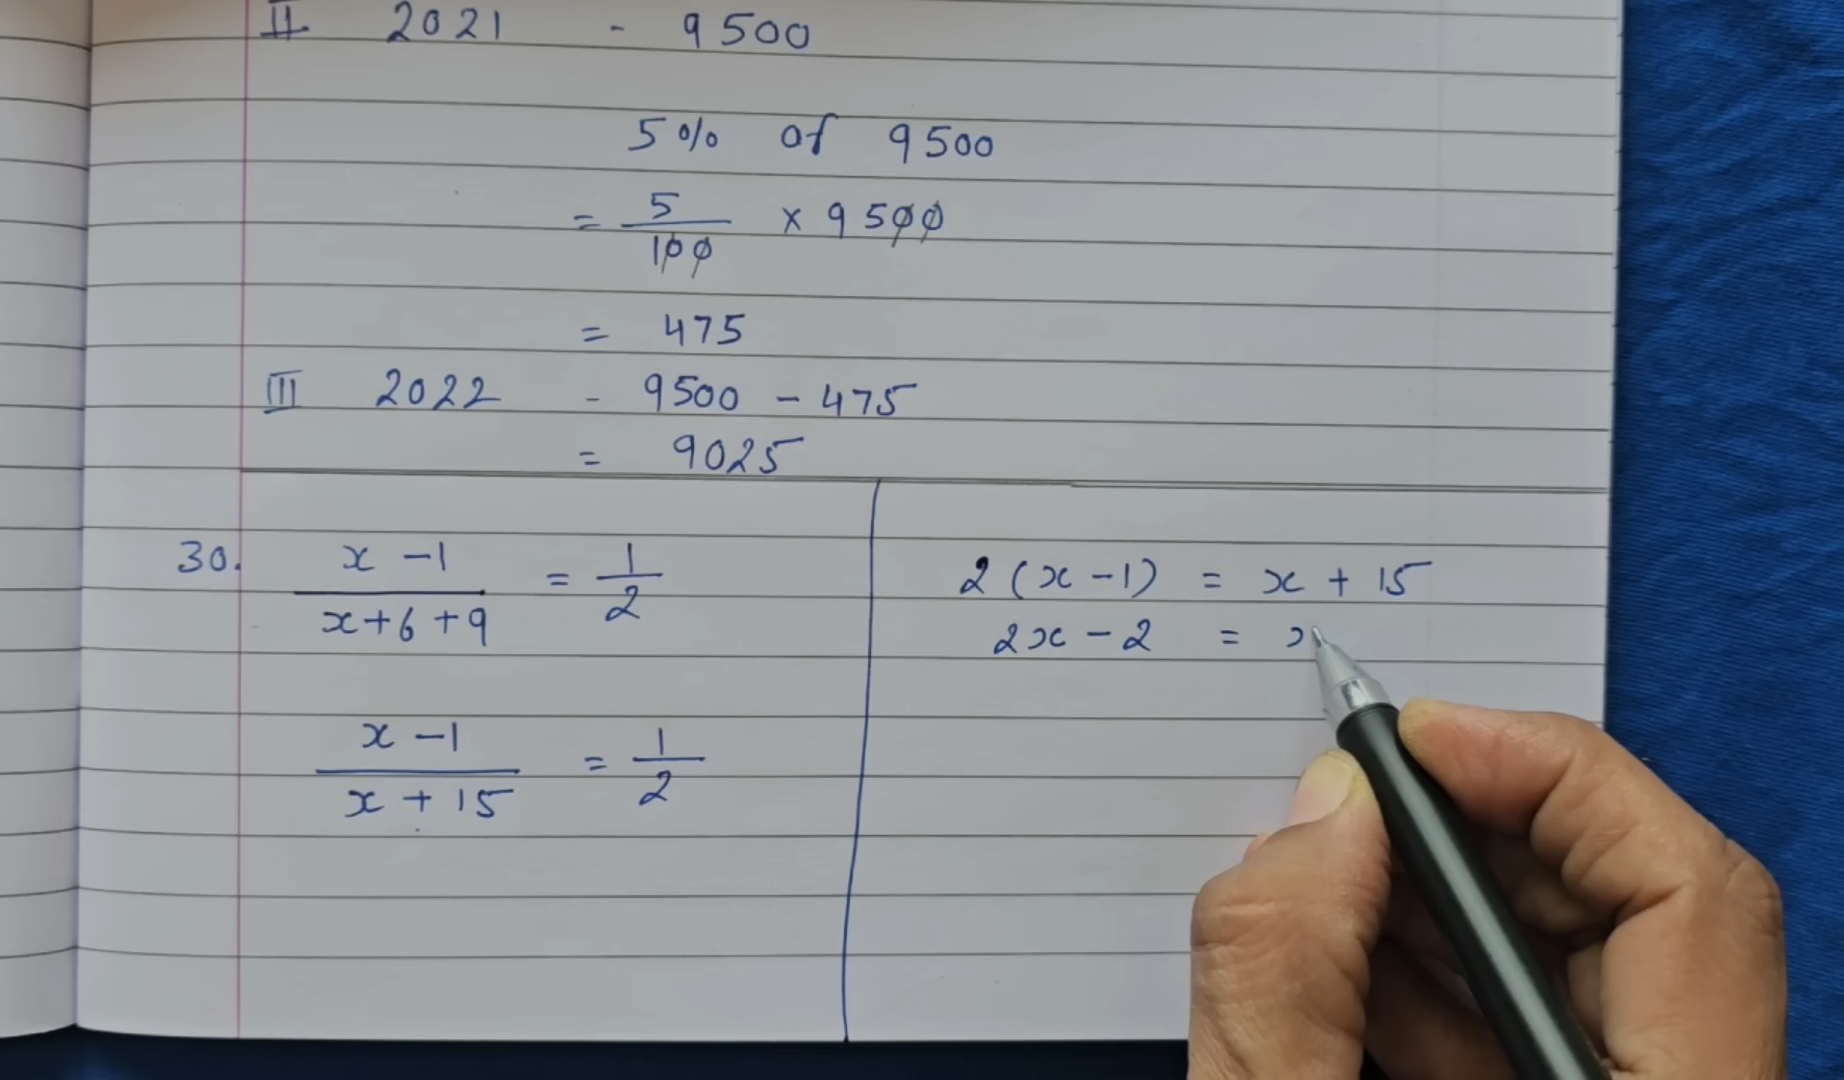 II 2021 - 9500
5% of 9500
= 5/100 × 9500
= 475
III 2022 - 9500 - 475
= 9025
30. x - 1 / x + 6 + 9 = 1/2
x - 1 / x + 15 = 1/2
2 (x - 1) = x + 15
2x - 2 = x